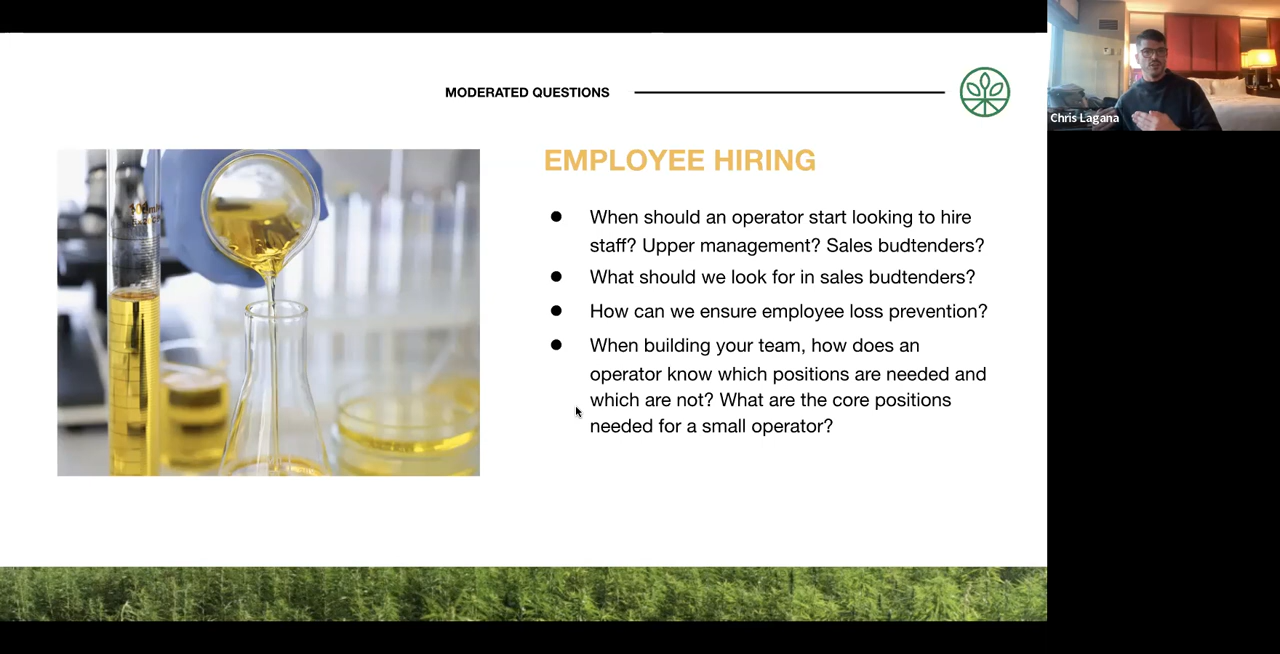 MODERATED QUESTIONS
Chris Lagana
EMPLOYEE HIRING
● When should an operator start looking to hire
staff? Upper management? Sales budtenders?
● What should we look for in sales budtenders?
● How can we ensure employee loss prevention?
● When building your team, how does an
operator know which positions are needed and
which are not? What are the core positions
needed for a small operator?